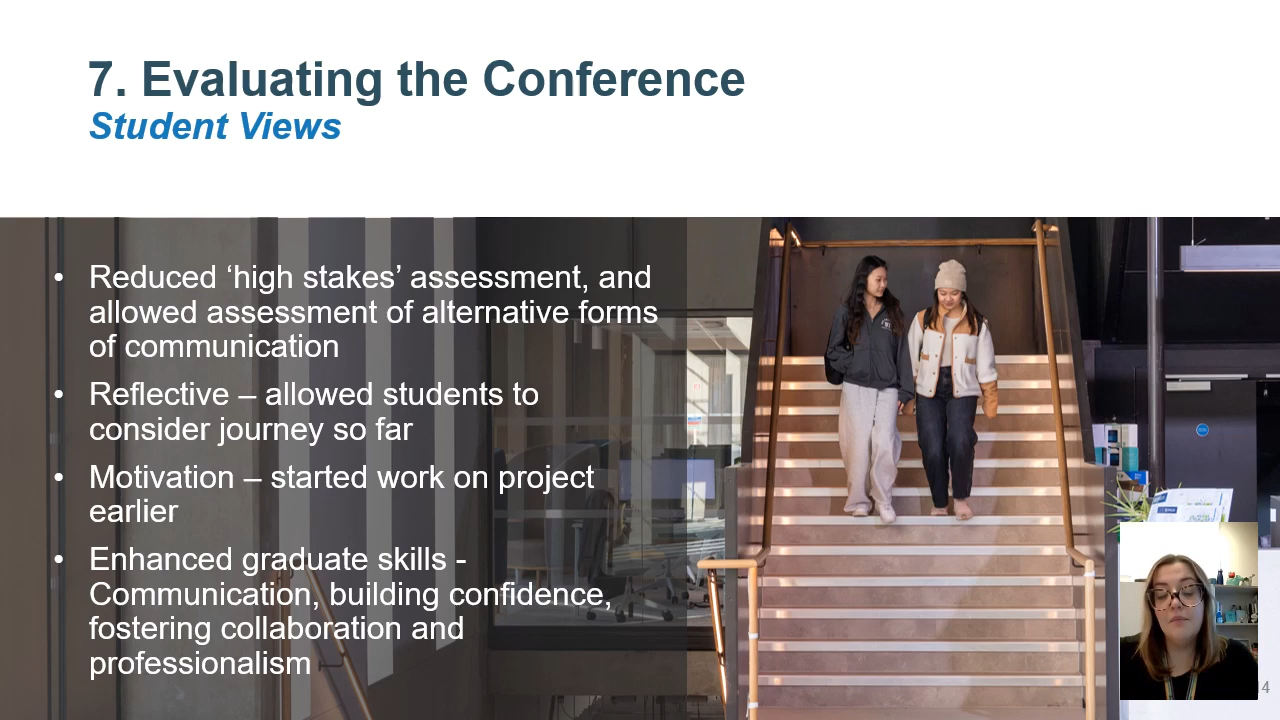 7. Evaluating the Conference
Student Views
• Reduced ‘high stakes’ assessment, and
allowed assessment of alternative forms
of communication
• Reflective – allowed students to
consider journey so far
• Motivation – started work on project
earlier
• Enhanced graduate skills -
Communication, building confidence,
fostering collaboration and
professionalism
4